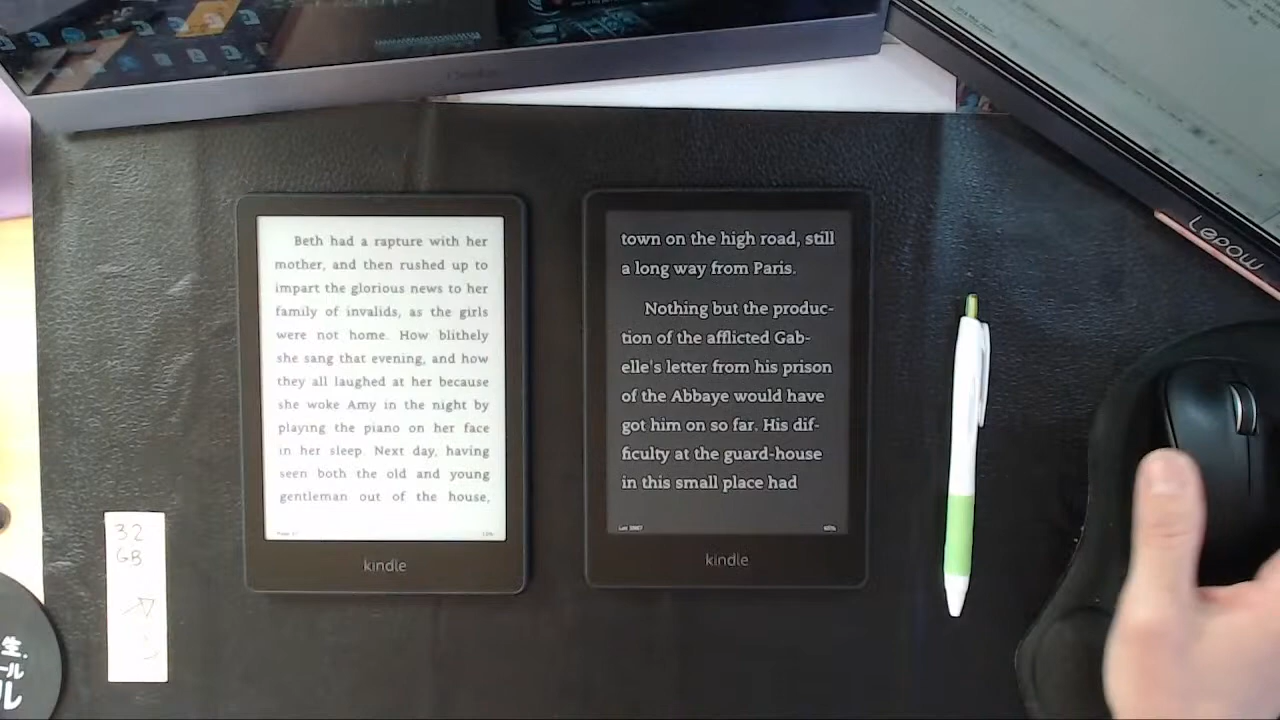 Lepow
Beth had a rapture with her
mother, and then rushed up to
impart the glorious news to her
family of invalids, as the girls
were not home. How blithely
she sang that evening, and how
they all laughed at her because
she woke Amy in the night by
playing the piano on her face
in her sleep. Next day, having
seen both the old and young
gentleman out of the house,
kindle
town on the high road, still
a long way from Paris.
Nothing but the produc-
tion of the afflicted Gab-
elle's letter from his prison
of the Abbaye would have
got him on so far. His dif-
ficulty at the guard-house
in this small place had
kindle
32
GB
生.
ール
ル